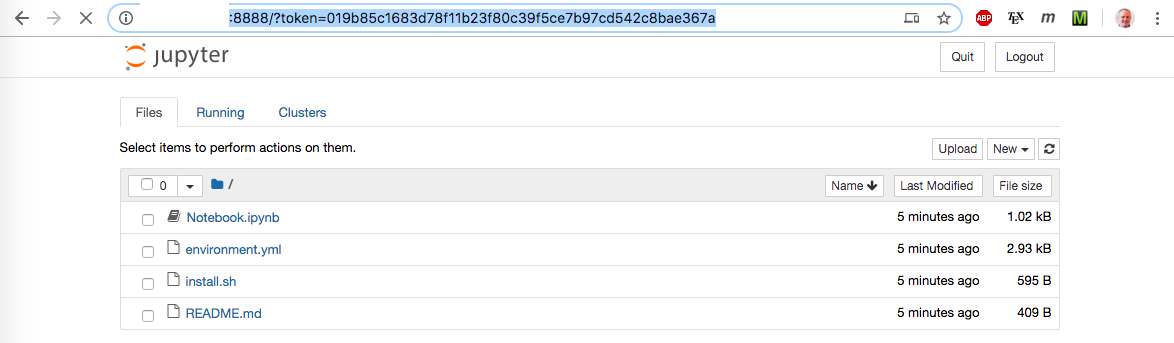 :8888/?token=019b85c1683d78f11b23f80c39f5ce7b97cd542c8bae367a ABP TEX m M
jupyter Quit Logout
Files Running Clusters
Select items to perform actions on them. Upload New
0 / Name Last Modified File size
Notebook.ipynb 5 minutes ago 1.02 kB
environment.yml 5 minutes ago 2.93 kB
install.sh 5 minutes ago 595 B
README.md 5 minutes ago 409 B